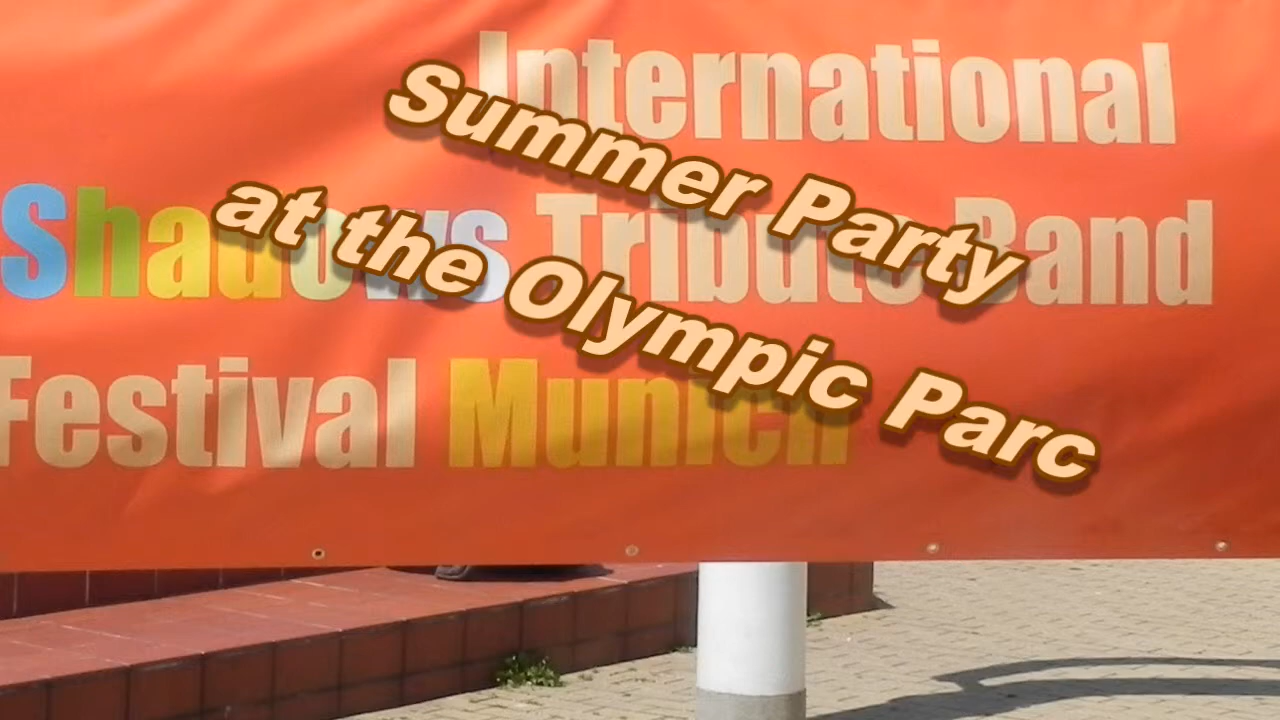 International
Shadows Tribute Band
Festival Munich
Summer Party
at the Olympic Parc